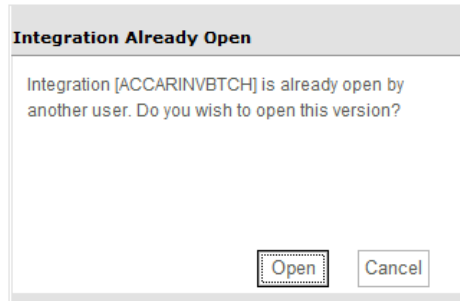 Integration Already Open
Integration [ACCARINVBTCH] is already open by
another user. Do you wish to open this version?
Open
Cancel